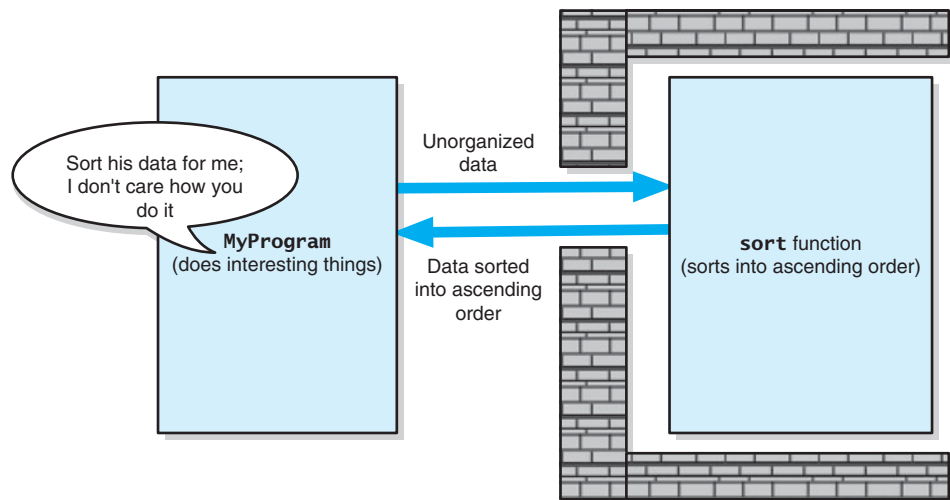 Sort his data for me;
I don't care how you
do it
MyProgram
(does interesting things)
Unorganized
data
Data sorted
into ascending
order
sort function
(sorts into ascending order)